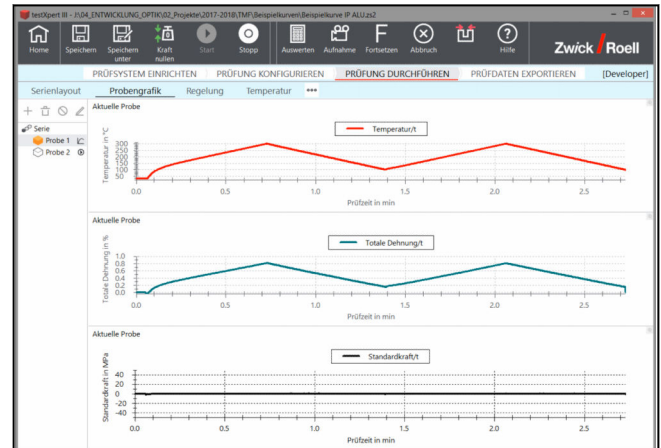 testXpert III - J:\04_ENTWICKLUNG_OPTIK\02_Projekte\2017-2018\TMF\Beispielkurven\Beispielkurve IP ALU.zs2
Home Speichern Speichern unter Kraft nullen Start Stopp Auswerten Aufnahme Fortsetzen Abbruch Hilfe Zwick Roell
PRÜFSYSTEM EINRICHTEN PRÜFUNG KONFIGURIEREN PRÜFUNG DURCHFÜHREN PRÜFDATEN EXPORTIEREN [Developer]
Serienlayout Probengrafik Regelung Temperatur •••
Serie
Probe 1
Probe 2
Aktuelle Probe
Temperatur/t
Temperatur in °C
300
250
200
150
100
50
0.0 0.5 1.0 1.5 2.0 2.5
Prüfzeit in min
Aktuelle Probe
Totale Dehnung/t
Totale Dehnung in %
1.0
0.8
0.6
0.4
0.2
0.0
0.0 0.5 1.0 1.5 2.0 2.5
Prüfzeit in min
Aktuelle Probe
Standardkraft/t
Standardkraft in MPa
40
20
0
-20
-40
0.0 0.5 1.0 1.5 2.0 2.5
Prüfzeit in min